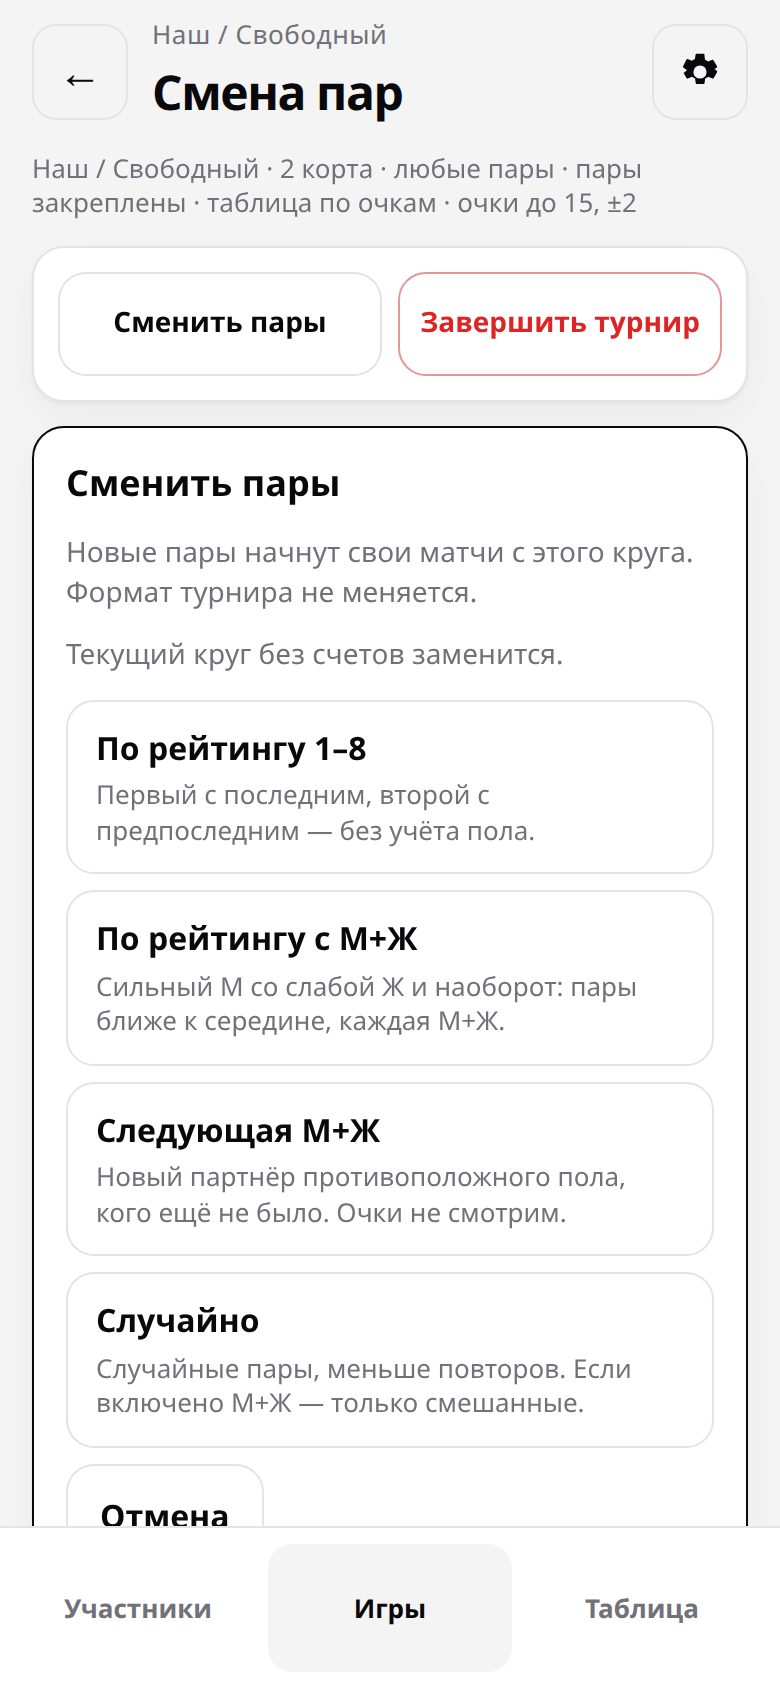 Наш / Свободный
Смена пар
Наш / Свободный · 2 корта · любые пары · пары
закреплены · таблица по очкам · очки до 15, ±2
Сменить пары
Завершить турнир
Сменить пары
Новые пары начнут свои матчи с этого круга.
Формат турнира не меняется.
Текущий круг без счетов заменится.
По рейтингу 1–8
Первый с последним, второй с
предпоследним — без учёта пола.
По рейтингу с М+Ж
Сильный М со слабой Ж и наоборот: пары
ближе к середине, каждая М+Ж.
Следующая М+Ж
Новый партнёр противоположного пола,
кого ещё не было. Очки не смотрим.
Случайно
Случайные пары, меньше повторов. Если
включено М+Ж — только смешанные.
Отмена
Участники
Игры
Таблица